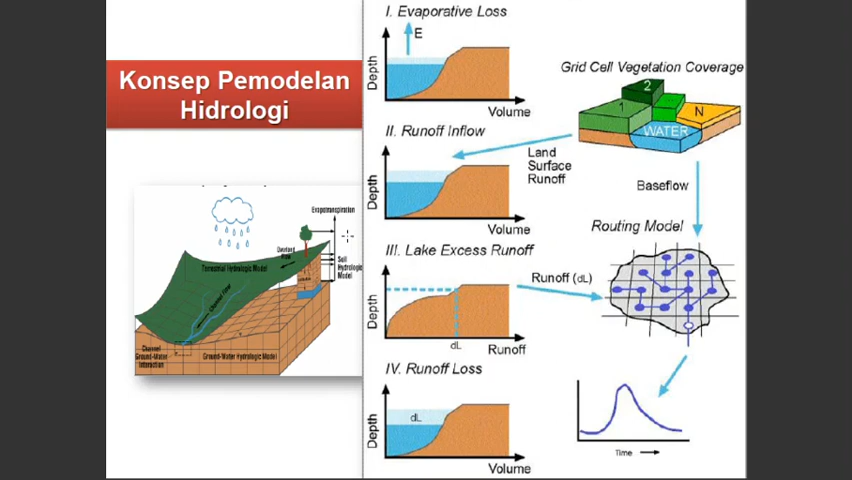 Konsep Pemodelan
Hidrologi
Evapotranspiration
Overland
Flow
Terrestrial Hydrologic Model
Soil
Hydrologic
Model
Channel Flow
Channel
Ground-Water
Interaction
Ground-Water Hydrologic Model
I. Evaporative Loss
E
Depth
Volume
II. Runoff Inflow
Depth
Volume
Land
Surface
Runoff
III. Lake Excess Runoff
Depth
dL
Runoff
Runoff (dL)
IV. Runoff Loss
dL
Depth
Volume
Grid Cell Vegetation Coverage
1
2
N
WATER
Baseflow
Routing Model
Time